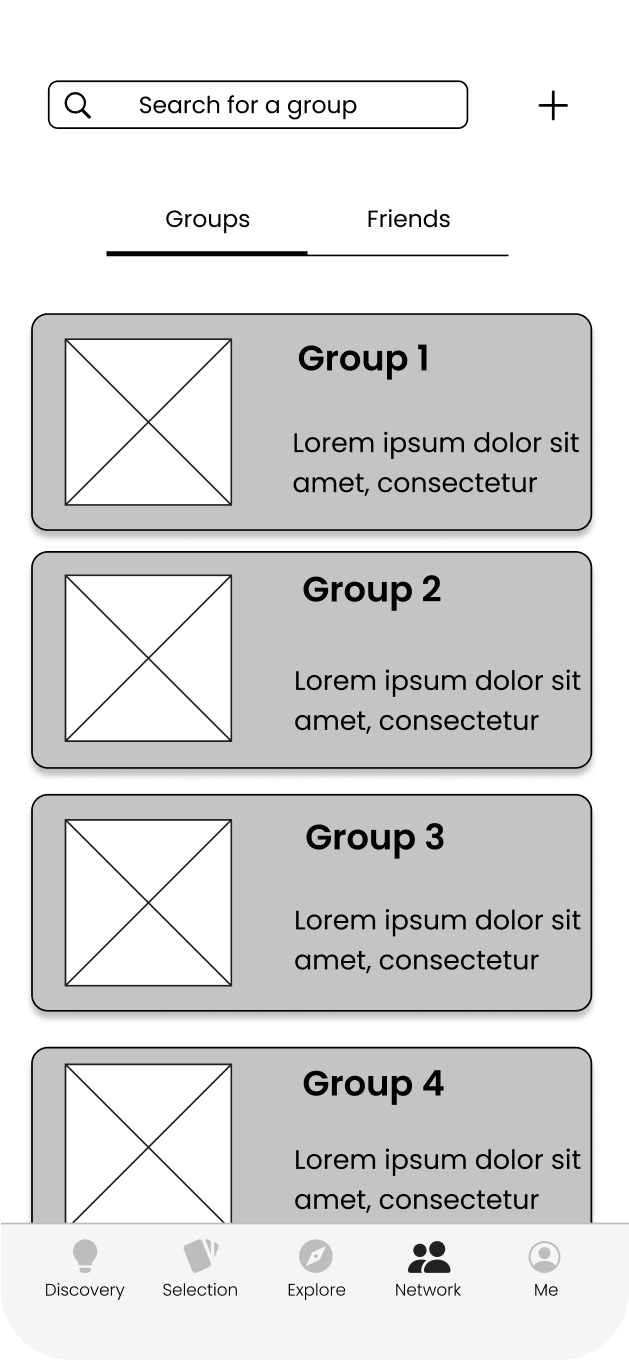 Search for a group
Groups
Friends
Group 1
Lorem ipsum dolor sit
amet, consectetur
Group 2
Lorem ipsum dolor sit
amet, consectetur
Group 3
Lorem ipsum dolor sit
amet, consectetur
Group 4
Lorem ipsum dolor sit
amet, consectetur
Discovery
Selection
Explore
Network
Me